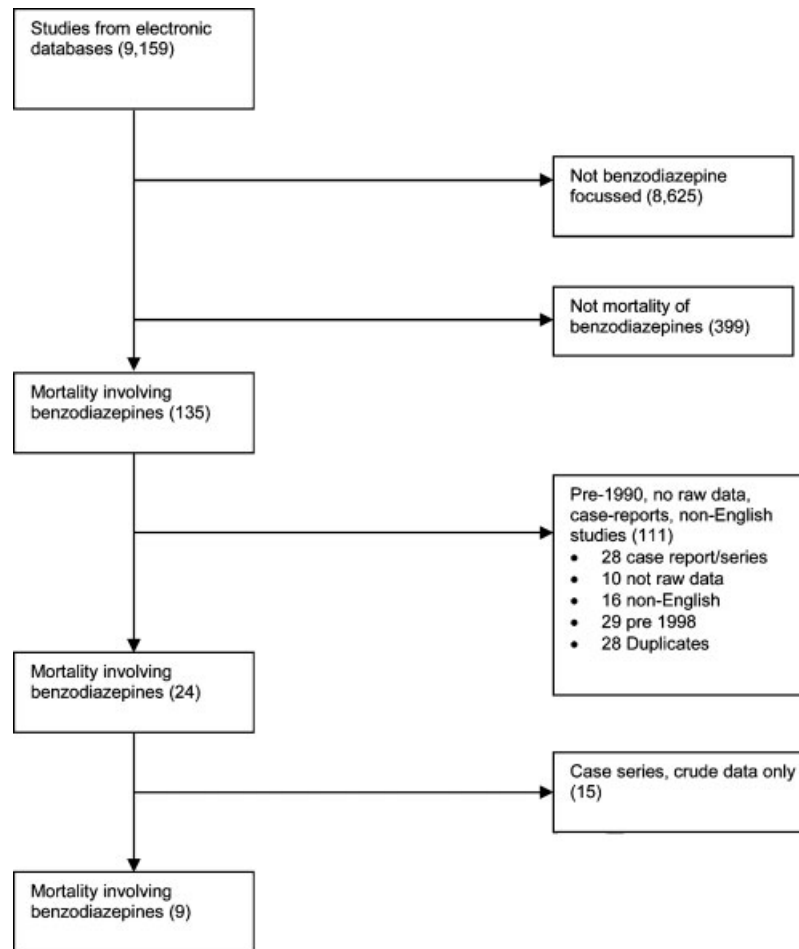 Studies from electronic
databases (9,159)
Not benzodiazepine
focussed (8,625)
Not mortality of
benzodiazepines (399)
Mortality involving
benzodiazepines (135)
Pre-1990, no raw data,
case-reports, non-English
studies (111)
• 28 case report/series
• 10 not raw data
• 16 non-English
• 29 pre 1998
• 28 Duplicates
Mortality involving
benzodiazepines (24)
Case series, crude data only
(15)
Mortality involving
benzodiazepines (9)